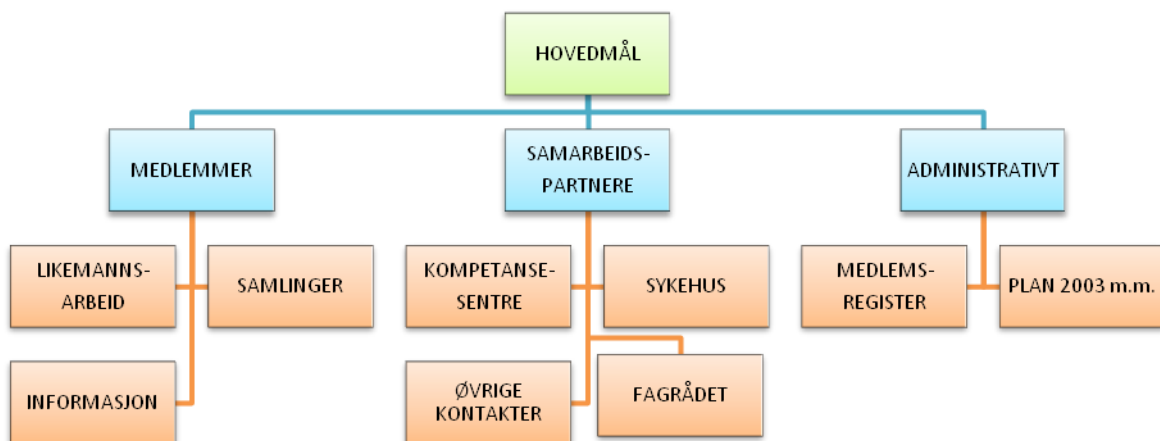 HOVEDMÅL
MEDLEMMER
SAMARBEIDS-
PARTNERE
ADMINISTRATIVT
LIKEMANNS-
ARBEID
SAMLINGER
KOMPETANSE-
SENTRE
SYKEHUS
MEDLEMS-
REGISTER
PLAN 2003 m.m.
INFORMASJON
ØVRIGE
KONTAKTER
FAGRÅDET